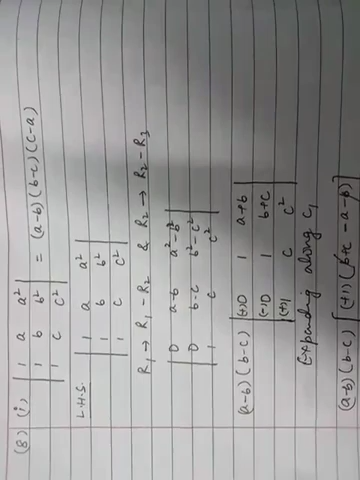 (8) (i), | 1 a a² |
| 1 b b² | = (a-b) (b-c) (c-a)
| 1 c c² |
L.H.S.
| 1 a a² |
| 1 b b² |
| 1 c c² |
R₁ → R₁ - R₂ & R₂ → R₂ - R₃
| 0 a-b a²-b² |
| 0 b-c b²-c² |
| 1 c c² |
(a-b) (b-c) | (+)0 1 a+b |
| (-)0 1 b+c |
| (+)1 c c² |
Expanding along C₁
(a-b) (b-c) [(+1) (b+c-a-b)]